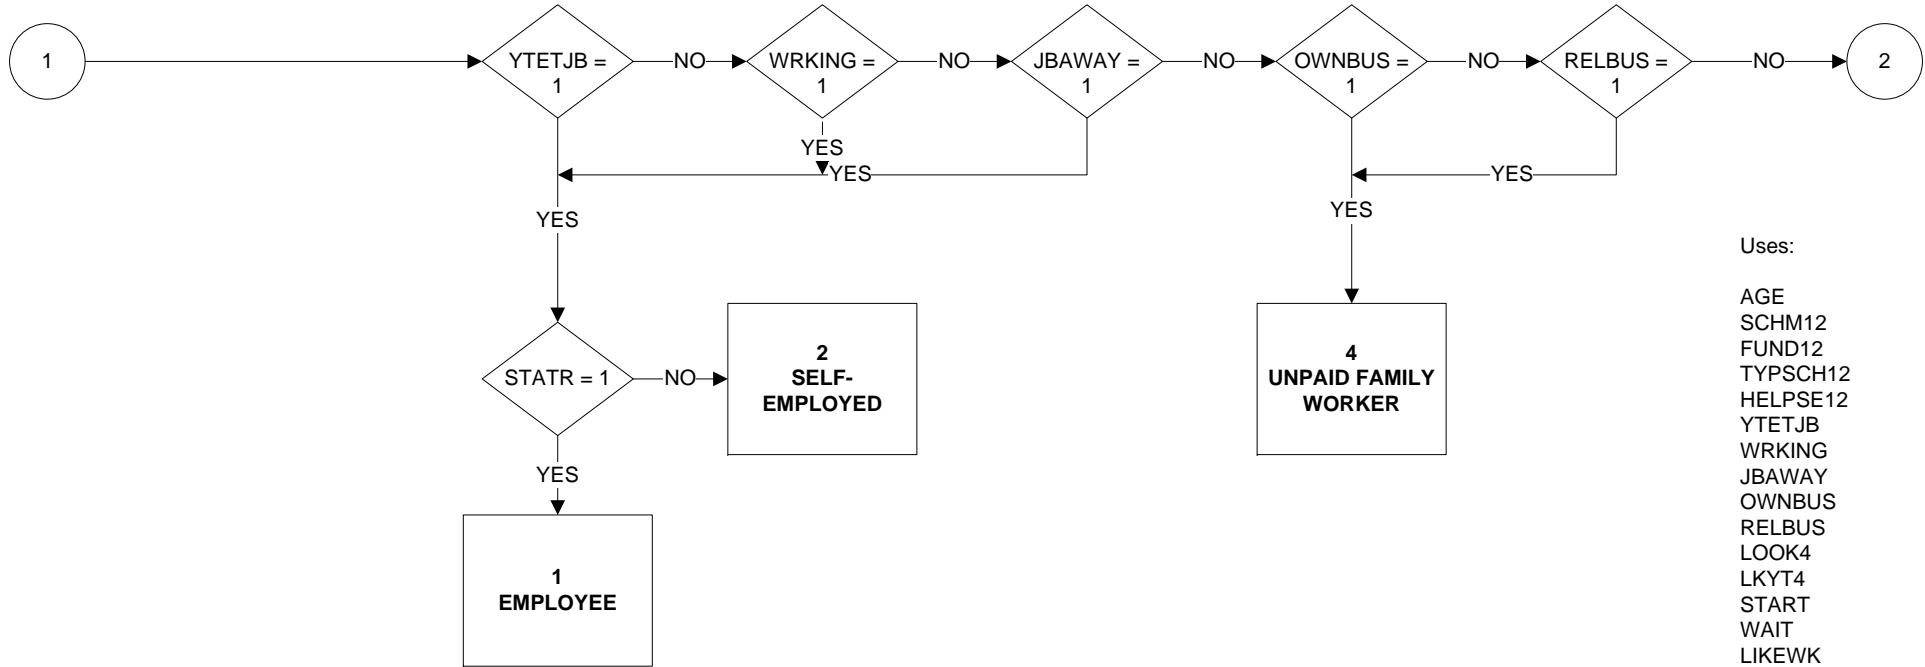 1
YTETJB =
1
NO
WRKING =
1
NO
JBAWAY =
1
NO
OWNBUS =
1
NO
RELBUS =
1
NO
2
YES
YES
YES
YES
YES
STATR = 1
NO
2
SELF-
EMPLOYED
4
UNPAID FAMILY
WORKER
YES
1
EMPLOYEE
Uses:
AGE
SCHM12
FUND12
TYPSCH12
HELPSE12
YTETJB
WRKING
JBAWAY
OWNBUS
RELBUS
LOOK4
LKYT4
START
WAIT
LIKEWK